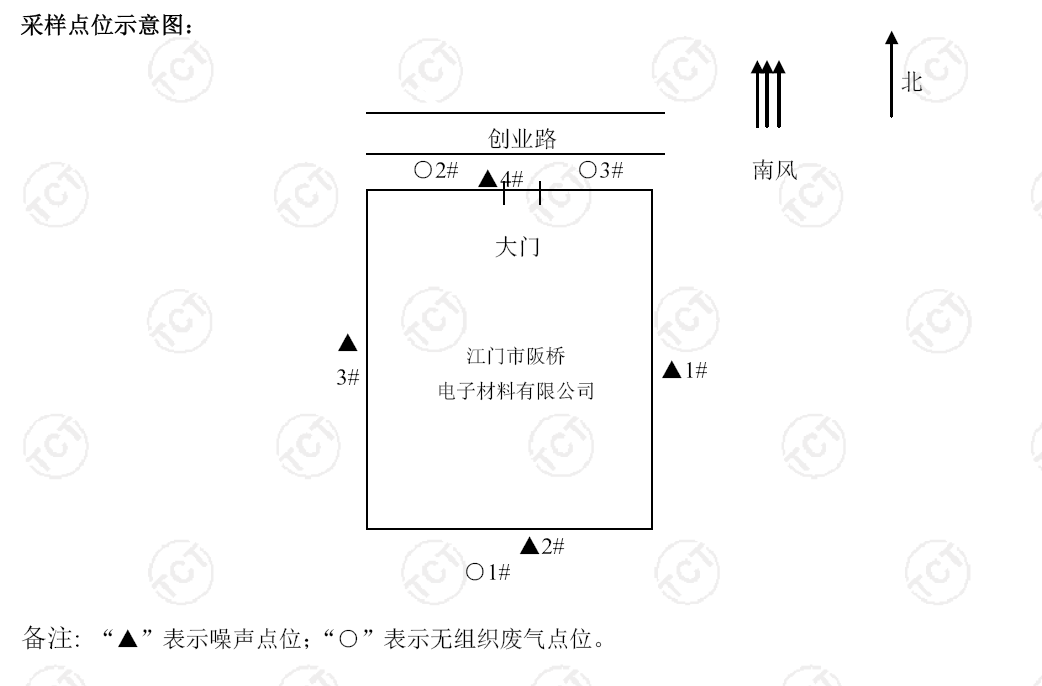 采样点位示意图：
北
创业路
南风
○2#
▲4#
○3#
大门
▲
3#
江门市阪桥
电子材料有限公司
▲1#
▲2#
○1#
备注: “▲”表示噪声点位; “○”表示无组织废气点位。
TCT